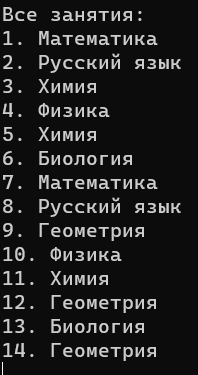 Все занятия:
1. Математика
2. Русский язык
3. Химия
4. Физика
5. Химия
6. Биология
7. Математика
8. Русский язык
9. Геометрия
10. Физика
11. Химия
12. Геометрия
13. Биология
14. Геометрия